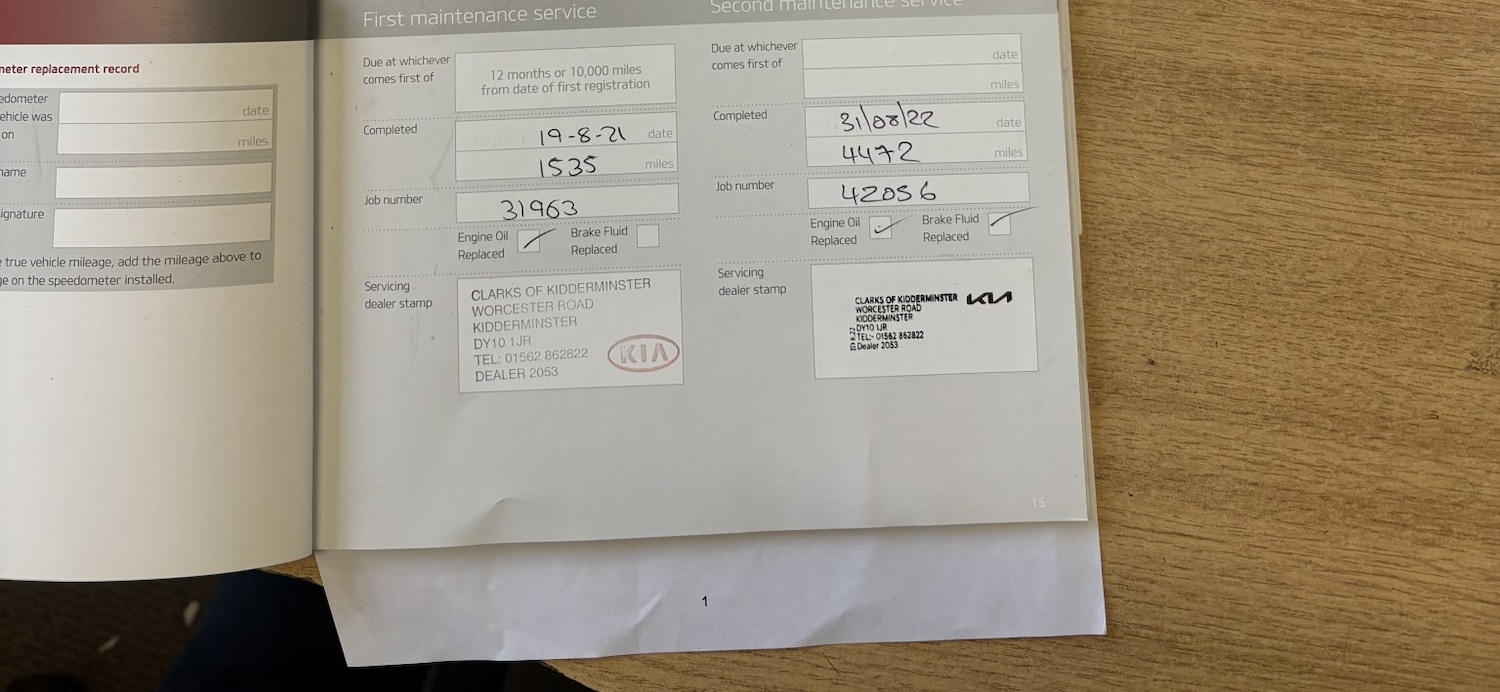 neter replacement record
edometer
ehicle was
on
date
miles
name
ignature
true vehicle mileage, add the mileage above to
ge on the speedometer installed.
First maintenance service
Due at whichever
comes first of
12 months or 10,000 miles
from date of first registration
Completed
19-8-21 date
1535 miles
Job number
31963
Engine Oil
Replaced
Brake Fluid
Replaced
Servicing
dealer stamp
CLARKS OF KIDDERMINSTER
WORCESTER ROAD
KIDDERMINSTER
DY10 1JR
TEL: 01562 862822
DEALER 2053
KIA
Second maintenance service
Due at whichever
comes first of
date
miles
Completed
31/08/22 date
4472 miles
Job number
42056
Engine Oil
Replaced
Brake Fluid
Replaced
Servicing
dealer stamp
CLARKS OF KIDDERMINSTER
WORCESTER ROAD
KIDDERMINSTER
DY10 1JR
TEL:- 01562 862822
Dealer 2053
KIA
15
1